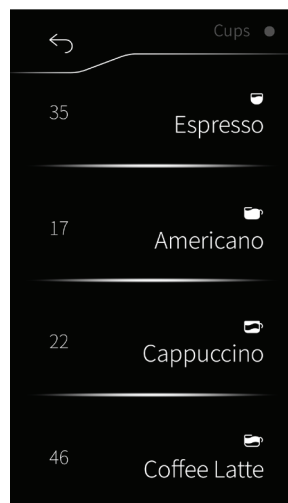 Cups
35
Espresso
17
Americano
22
Cappuccino
46
Coffee Latte